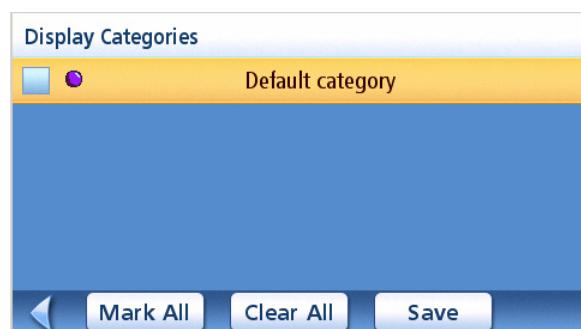 Display Categories
Default category
Mark All Clear All Save